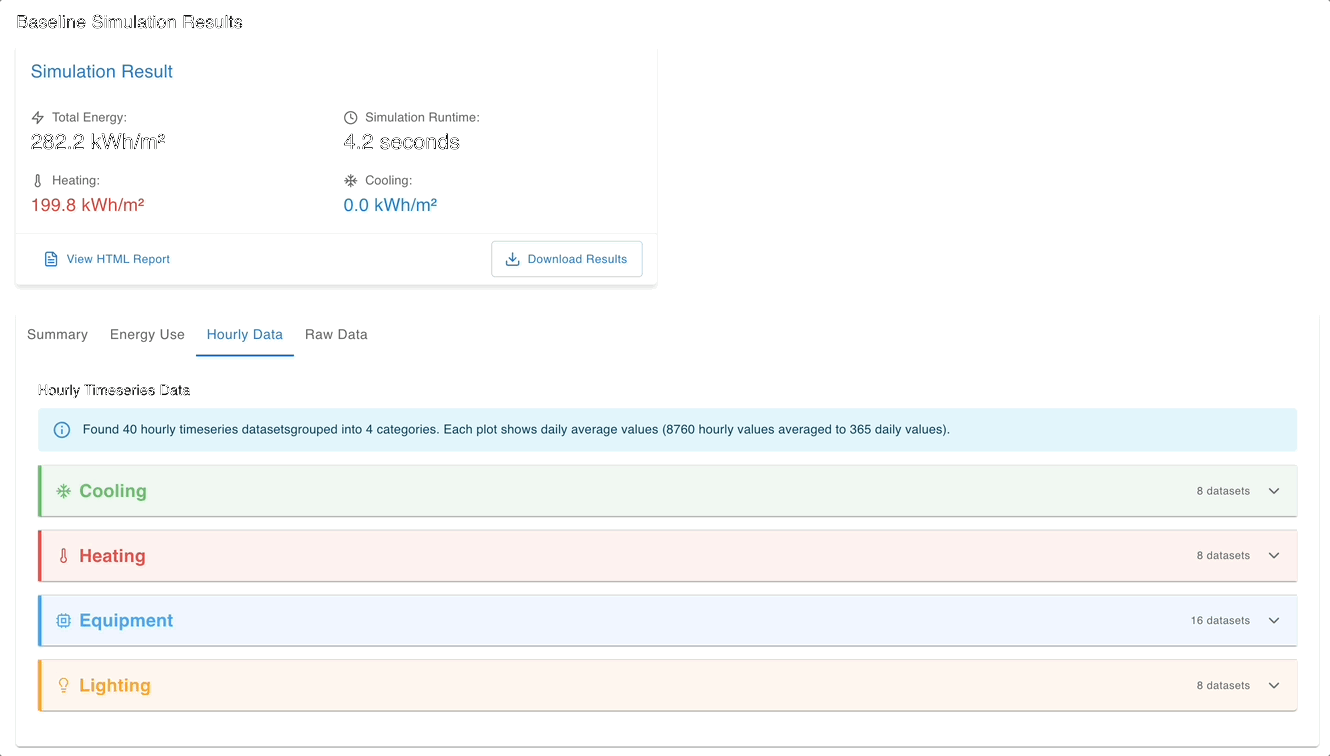 Baseline Simulation Results
Simulation Result
Total Energy:
282.2 kWh/m²
Simulation Runtime:
4.2 seconds
Heating:
199.8 kWh/m²
Cooling:
0.0 kWh/m²
View HTML Report
Download Results
Summary Energy Use Hourly Data Raw Data
Hourly Timeseries Data
Found 40 hourly timeseries datasetsgrouped into 4 categories. Each plot shows daily average values (8760 hourly values averaged to 365 daily values).
Cooling 8 datasets
Heating 8 datasets
Equipment 16 datasets
Lighting 8 datasets